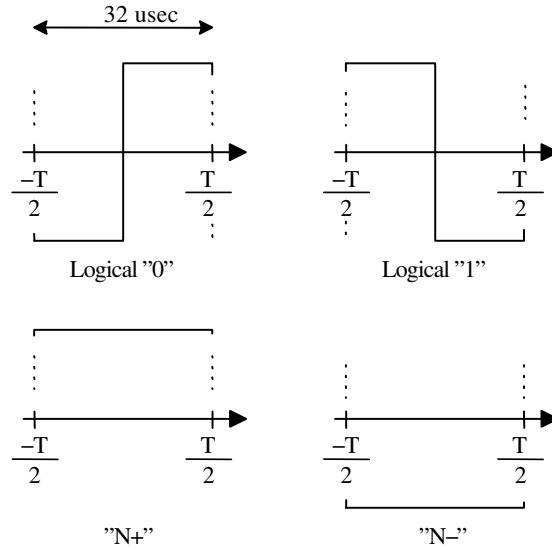 32 usec
–T
2
T
2
–T
2
T
2
Logical ”0”
Logical ”1”
–T
2
T
2
–T
2
T
2
”N+”
”N–”